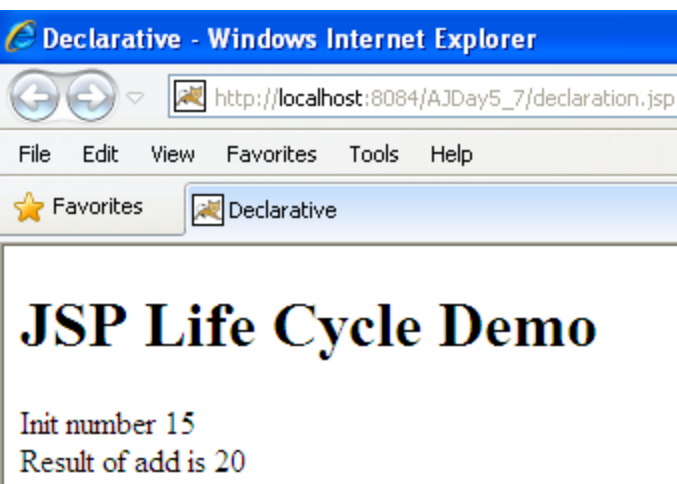 Declarative - Windows Internet Explorer
http://localhost:8084/AJDay5_7/declaration.jsp
File Edit View Favorites Tools Help
Favorites Declarative
JSP Life Cycle Demo
Init number 15
Result of add is 20